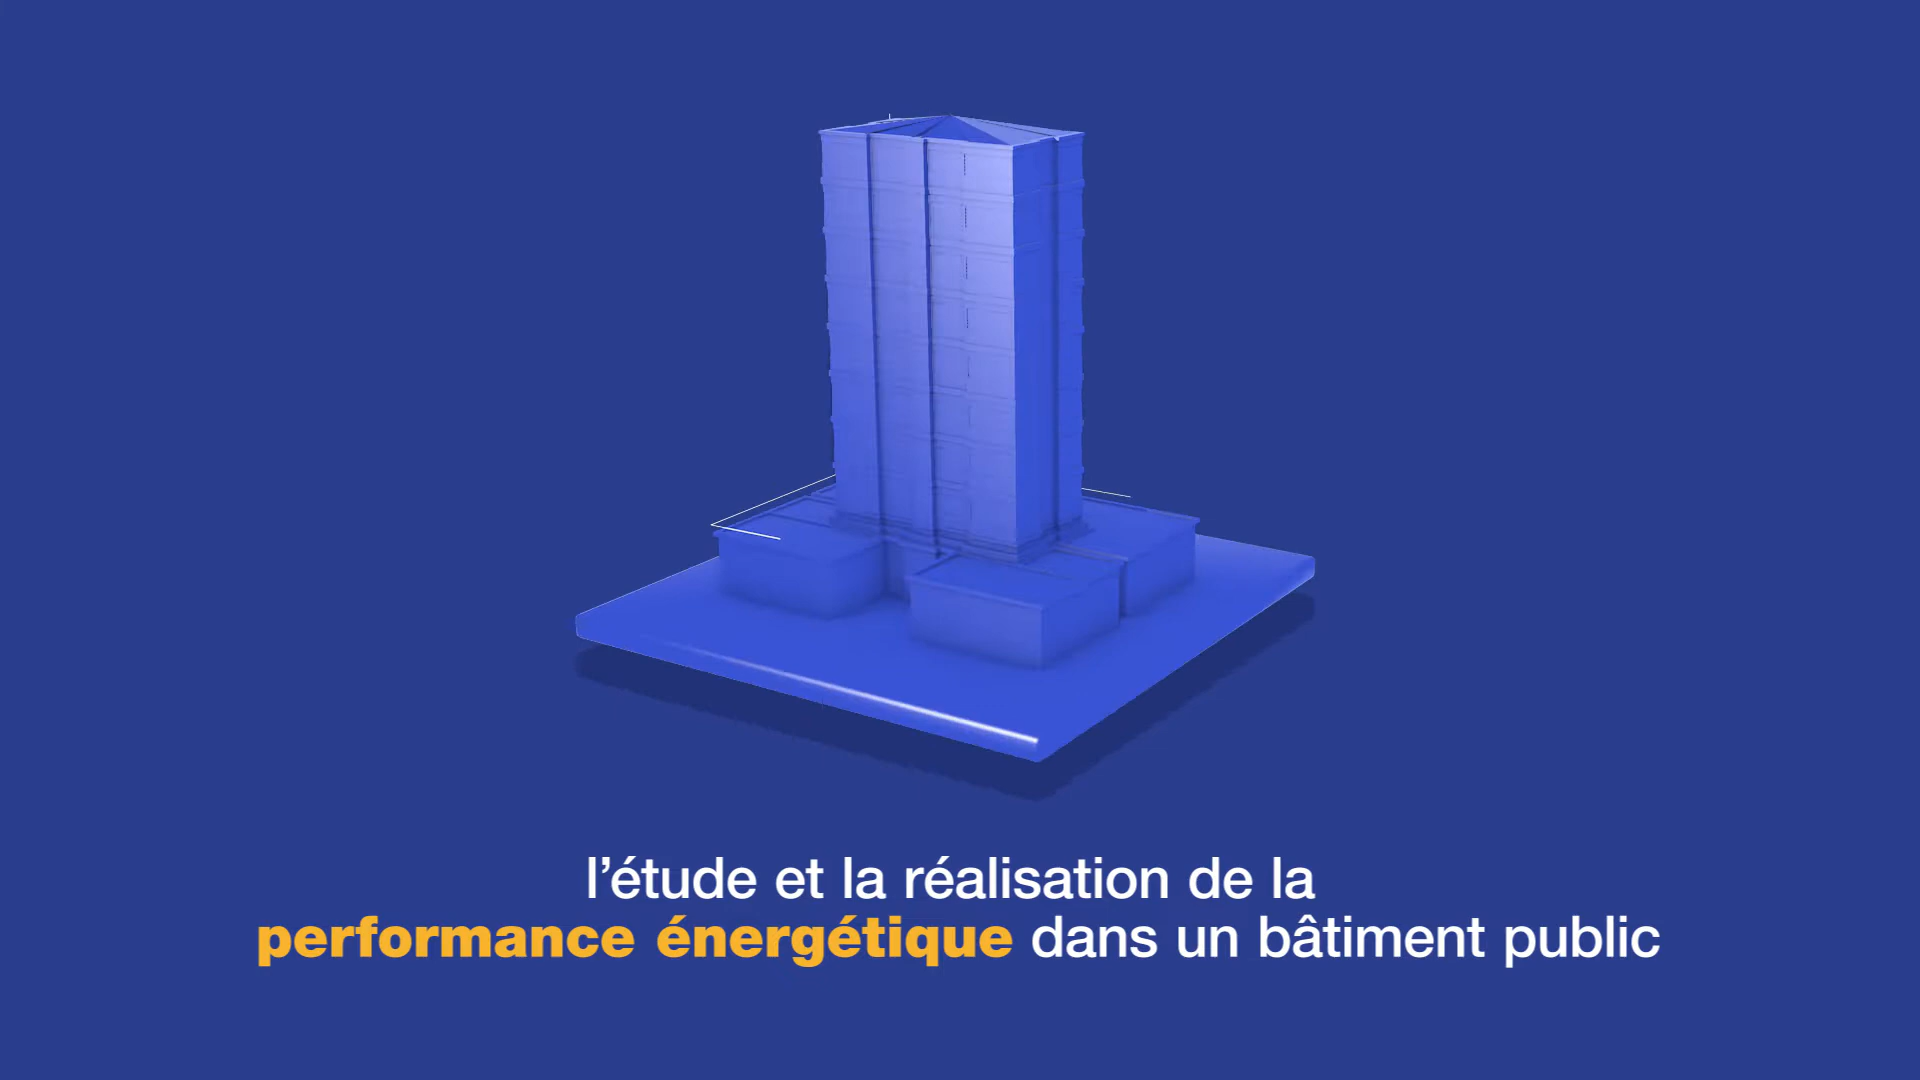 l’étude et la réalisation de la
performance énergétique dans un bâtiment public